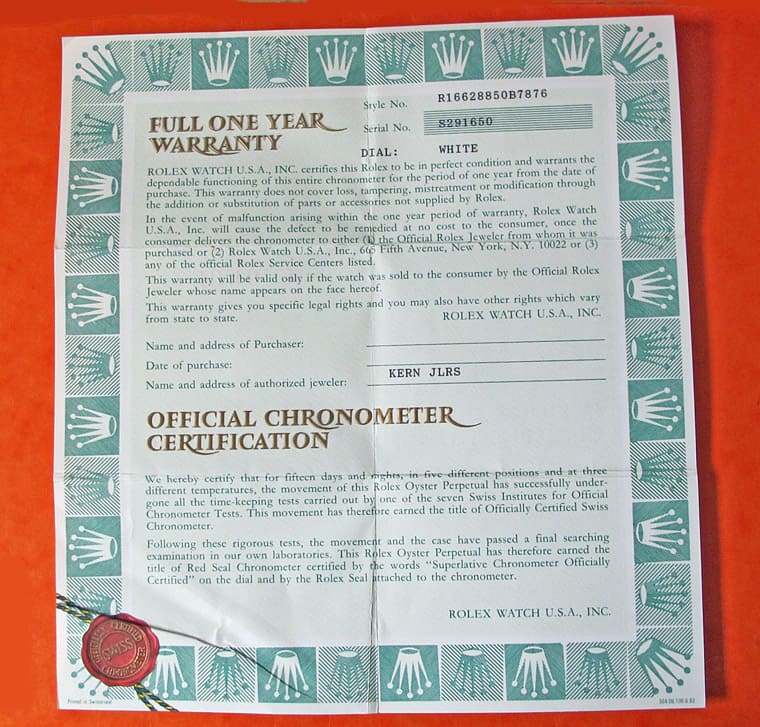 Style No. R16628850B7876
FULL ONE YEAR
WARRANTY
Serial No. S291650
DIAL: WHITE
ROLEX WATCH U.S.A., INC. certifies this Rolex to be in perfect condition and warrants the
dependable functioning of this entire chronometer for the period of one year from the date of
purchase. This warranty does not cover loss, tampering, mistreatment or modification through
the addition or substitution of parts or accessories not supplied by Rolex.
In the event of malfunction arising within the one year period of warranty, Rolex Watch
U.S.A., Inc. will cause the defect to be remedied at no cost to the consumer, once the
consumer delivers the chronometer to either (1) the Official Rolex Jeweler from whom it was
purchased or (2) Rolex Watch U.S.A., Inc., 665 Fifth Avenue, New York, N.Y. 10022 or (3)
any of the official Rolex Service Centers listed.
This warranty will be valid only if the watch was sold to the consumer by the Official Rolex
Jeweler whose name appears on the face hereof.
This warranty gives you specific legal rights and you may also have other rights which vary
from state to state. ROLEX WATCH U.S.A., INC.
Name and address of Purchaser:
Date of purchase:
Name and address of authorized jeweler: KERN JLRS
OFFICIAL CHRONOMETER
CERTIFICATION
We hereby certify that for fifteen days and nights, in five different positions and at three
different temperatures, the movement of this Rolex Oyster Perpetual has successfully under-
gone all the time-keeping tests carried out by one of the seven Swiss Institutes for Official
Chronometer Tests. This movement has therefore earned the title of Officially Certified Swiss
Chronometer.
Following these rigorous tests, the movement and the case have passed a final searching
examination in our own laboratories. This Rolex Oyster Perpetual has therefore earned the
title of Red Seal Chronometer certified by the words "Superlative Chronometer Officially
Certified" on the dial and by the Rolex Seal attached to the chronometer.
ROLEX WATCH U.S.A., INC.
OFFICIALLY CERTIFIED
SWISS
CHRONOMETER
Printed in Switzerland